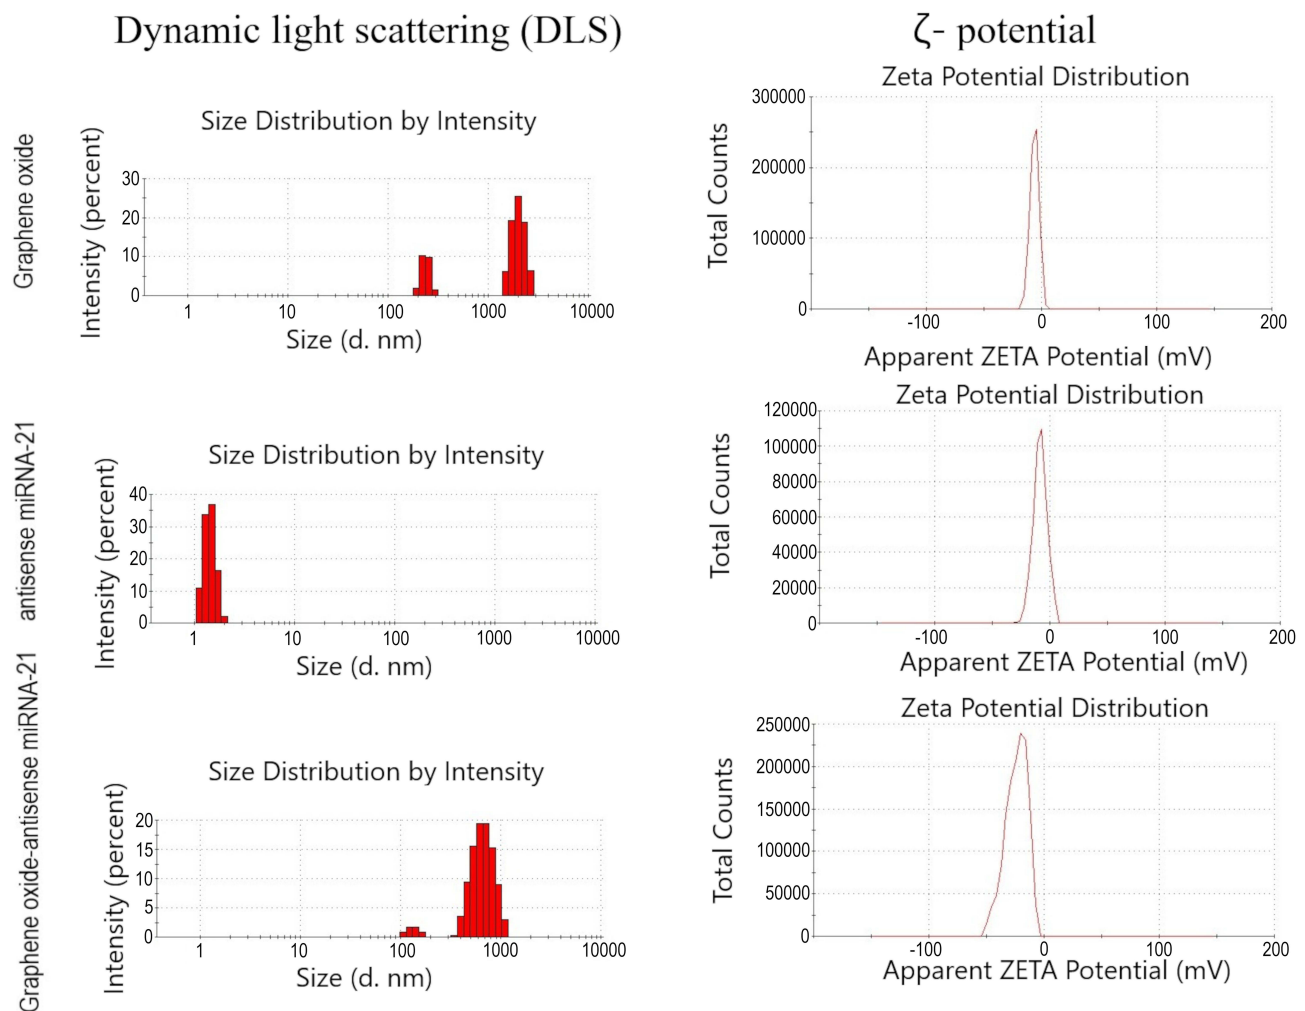 Dynamic light scattering (DLS)
ζ- potential
Graphene oxide
Size Distribution by Intensity
Intensity (percent)
30
20
10
0
1
10
100
1000
10000
Size (d. nm)
Zeta Potential Distribution
Total Counts
300000
200000
100000
0
-100
0
100
200
Apparent ZETA Potential (mV)
antisense miRNA-21
Size Distribution by Intensity
Intensity (percent)
40
30
20
10
0
1
10
100
1000
10000
Size (d. nm)
Zeta Potential Distribution
Total Counts
120000
100000
80000
60000
40000
20000
0
-100
0
100
200
Apparent ZETA Potential (mV)
Graphene oxide-antisense miRNA-21
Size Distribution by Intensity
Intensity (percent)
20
15
10
5
0
1
10
100
1000
10000
Size (d. nm)
Zeta Potential Distribution
Total Counts
250000
200000
150000
100000
50000
0
-100
0
100
200
Apparent ZETA Potential (mV)